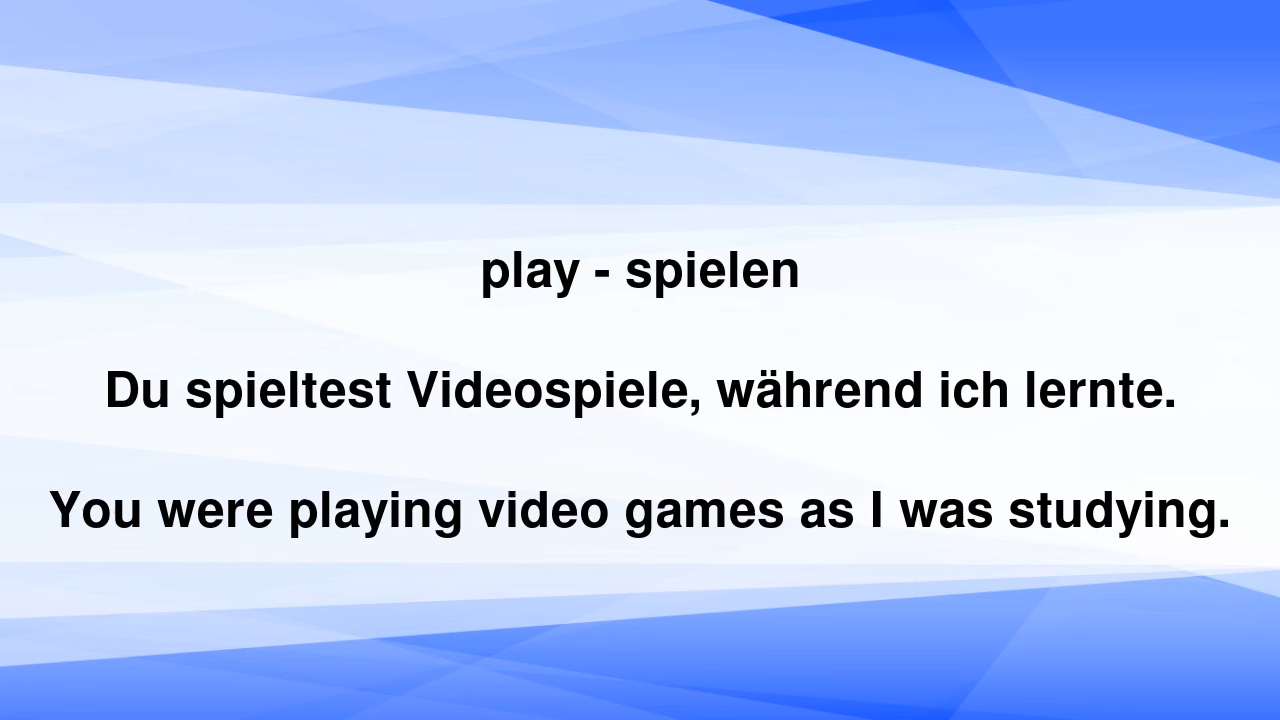 play - spielen
Du spieltest Videospiele, während ich lernte.
You were playing video games as I was studying.